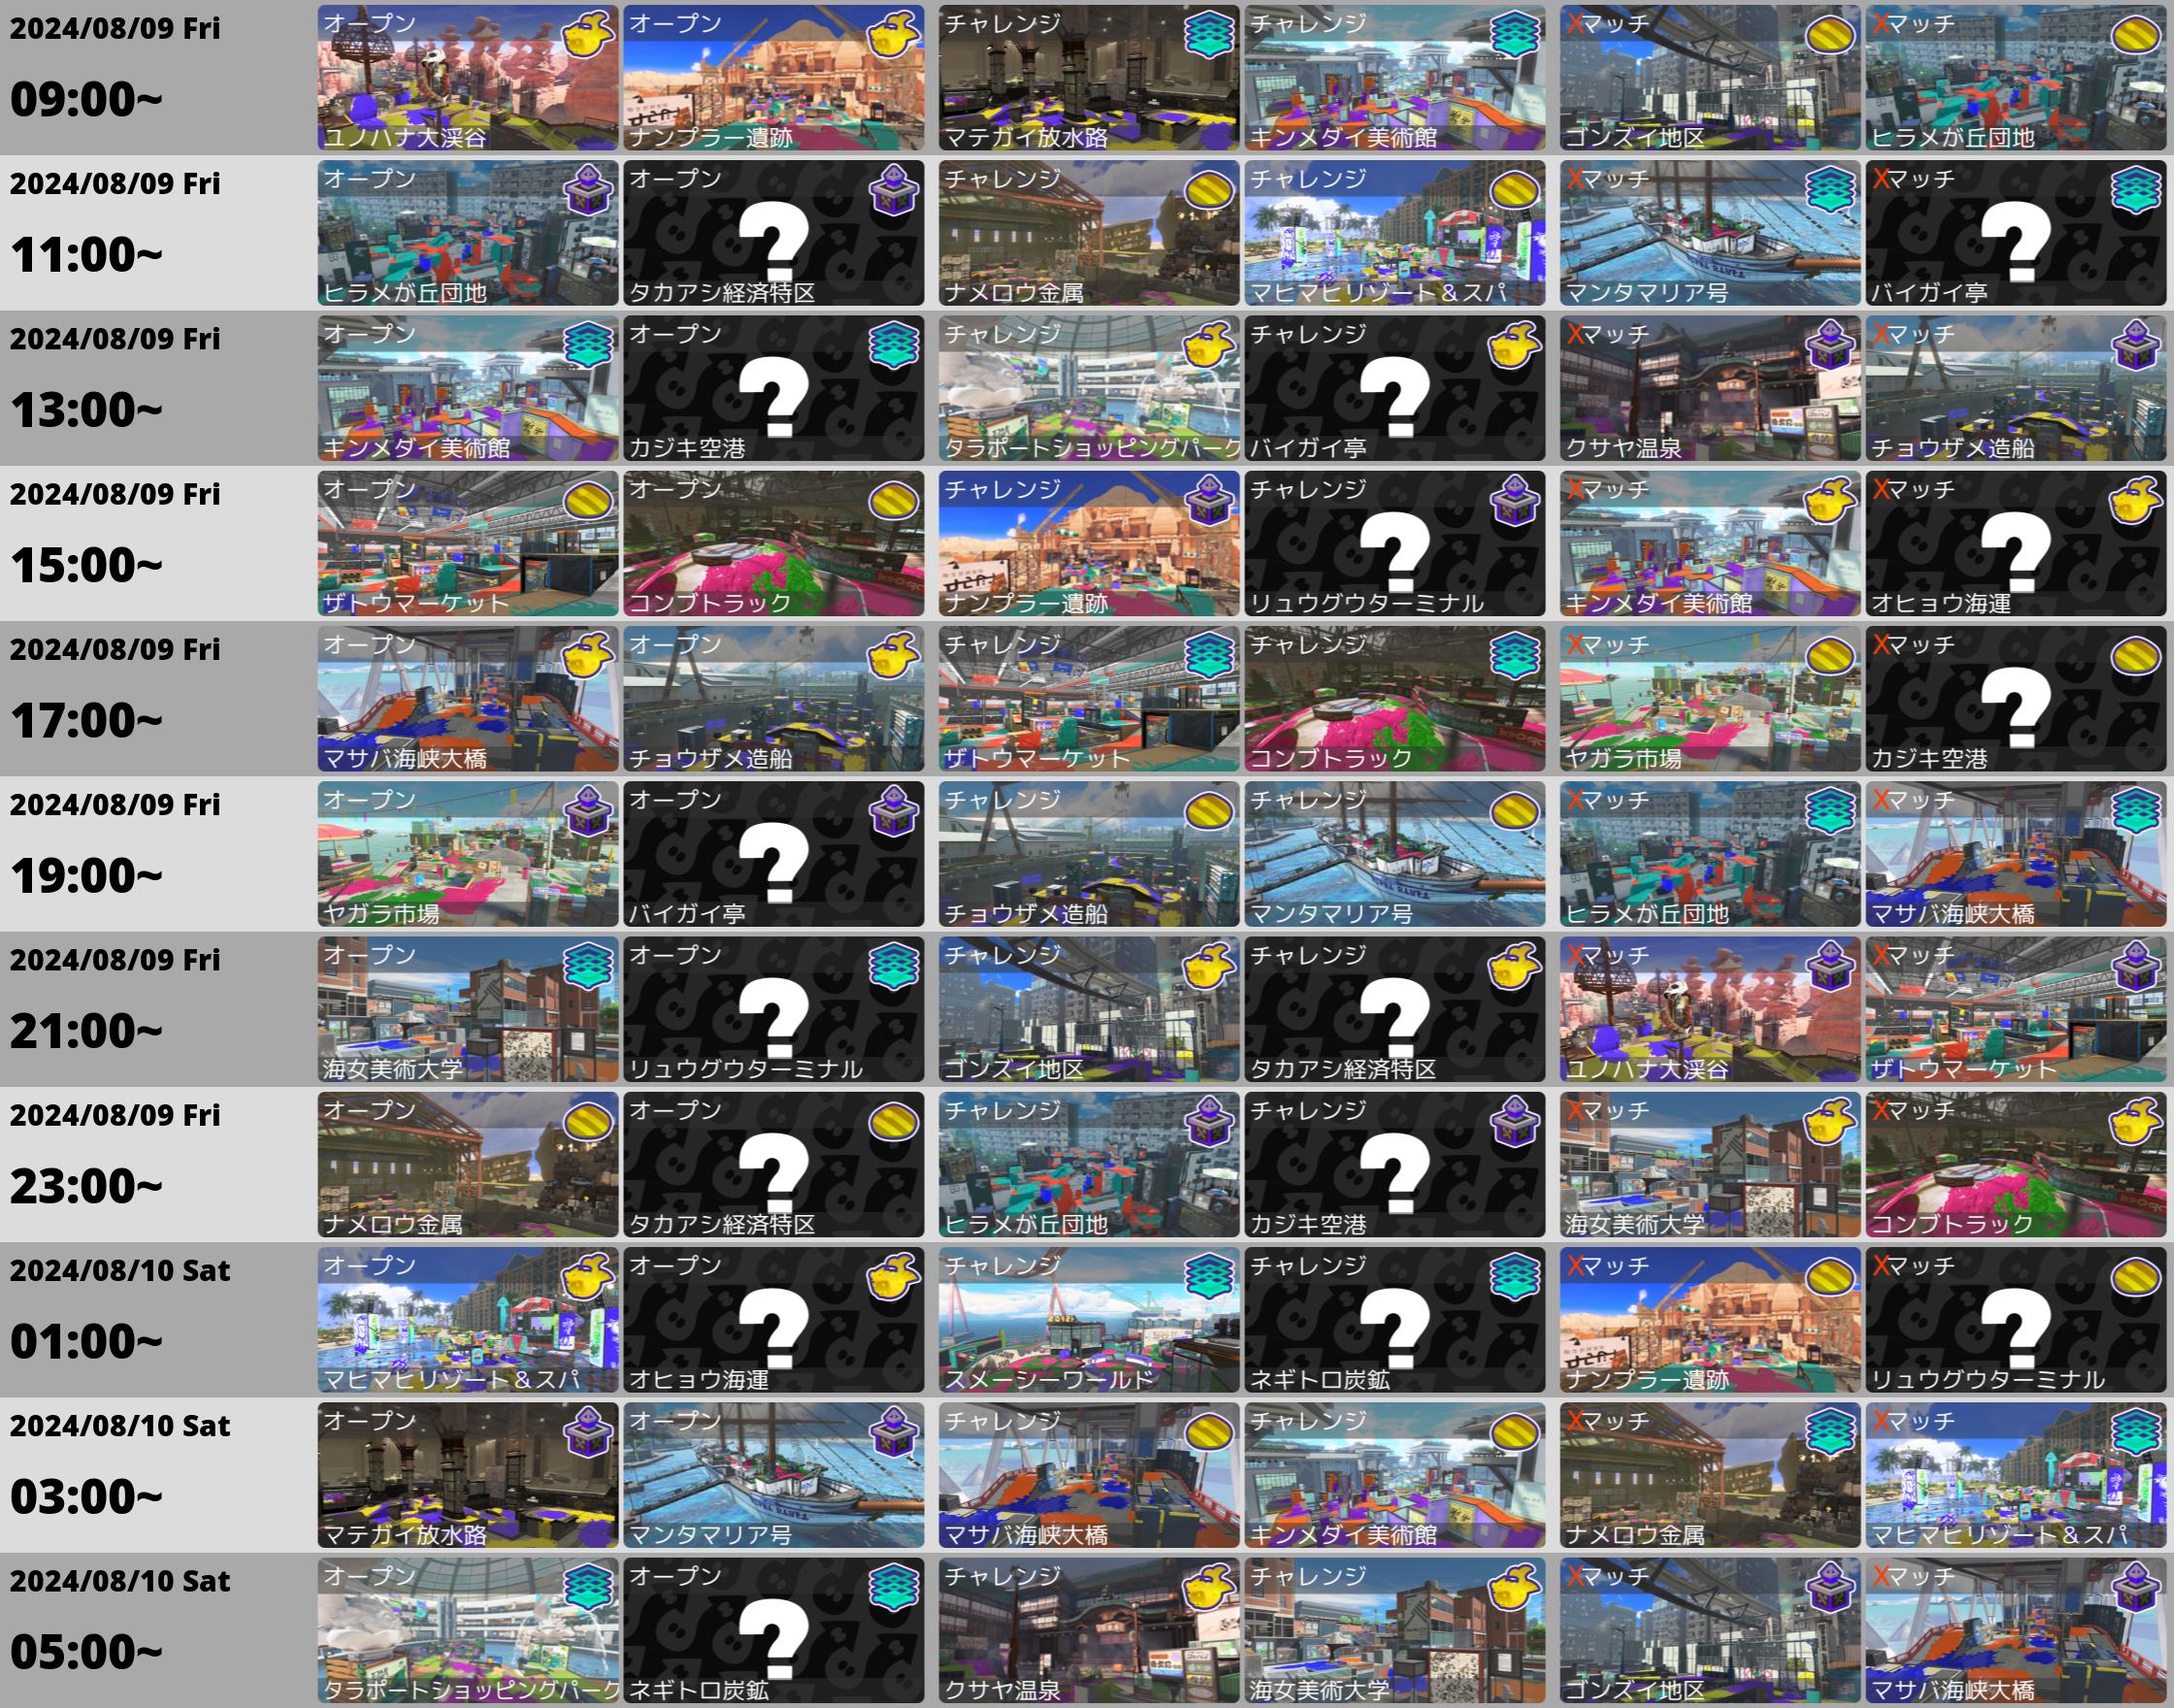 2024/08/09 Fri
09:00~
オープン
ユノハナ大渓谷
オープン
ナンプラー遺跡
チャレンジ
マテガイ放水路
チャレンジ
キンメダイ美術館
Xマッチ
ゴンズイ地区
Xマッチ
ヒラメが丘団地
2024/08/09 Fri
11:00~
オープン
ヒラメが丘団地
オープン
?
タカアシ経済特区
チャレンジ
ナメロウ金属
チャレンジ
マヒマヒリゾート&スパ
Xマッチ
マンタマリア号
Xマッチ
?
バイガイ亭
2024/08/09 Fri
13:00~
オープン
キンメダイ美術館
オープン
?
カジキ空港
チャレンジ
タラポートショッピングパーク
チャレンジ
?
バイガイ亭
Xマッチ
クサヤ温泉
Xマッチ
チョウザメ造船
2024/08/09 Fri
15:00~
オープン
ザトウマーケット
オープン
コンブトラック
チャレンジ
ナンプラー遺跡
チャレンジ
?
リュウグウターミナル
Xマッチ
キンメダイ美術館
Xマッチ
?
オヒョウ海運
2024/08/09 Fri
17:00~
オープン
マサバ海峡大橋
オープン
チョウザメ造船
チャレンジ
ザトウマーケット
チャレンジ
コンブトラック
Xマッチ
ヤガラ市場
Xマッチ
?
カジキ空港
2024/08/09 Fri
19:00~
オープン
ヤガラ市場
オープン
?
バイガイ亭
チャレンジ
チョウザメ造船
チャレンジ
マンタマリア号
Xマッチ
ヒラメが丘団地
Xマッチ
マサバ海峡大橋
2024/08/09 Fri
21:00~
オープン
海女美術大学
オープン
?
リュウグウターミナル
チャレンジ
ゴンズイ地区
チャレンジ
?
タカアシ経済特区
Xマッチ
ユノハナ大渓谷
Xマッチ
ザトウマーケット
2024/08/09 Fri
23:00~
オープン
ナメロウ金属
オープン
?
タカアシ経済特区
チャレンジ
ヒラメが丘団地
チャレンジ
?
カジキ空港
Xマッチ
海女美術大学
Xマッチ
コンブトラック
2024/08/10 Sat
01:00~
オープン
マヒマヒリゾート&スパ
オープン
?
オヒョウ海運
チャレンジ
スメーシーワールド
チャレンジ
?
ネギトロ炭鉱
Xマッチ
ナンプラー遺跡
Xマッチ
?
リュウグウターミナル
2024/08/10 Sat
03:00~
オープン
マテガイ放水路
オープン
マンタマリア号
チャレンジ
マサバ海峡大橋
チャレンジ
キンメダイ美術館
Xマッチ
ナメロウ金属
Xマッチ
マヒマヒリゾート&スパ
2024/08/10 Sat
05:00~
オープン
タラポートショッピングパーク
オープン
?
ネギトロ炭鉱
チャレンジ
クサヤ温泉
チャレンジ
海女美術大学
Xマッチ
ゴンズイ地区
Xマッチ
マサバ海峡大橋